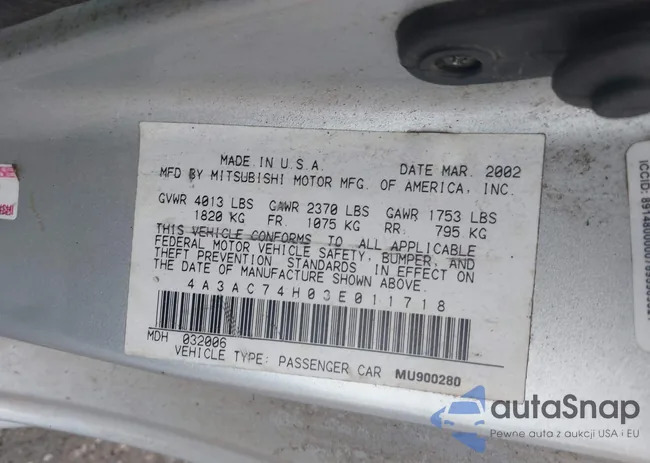 MADE IN U.S.A. DATE MAR. 2002
MFD BY MITSUBISHI MOTOR MFG. OF AMERICA, INC.
GVWR 4013 LBS GAWR 2370 LBS GAWR 1753 LBS
1820 KG FR. 1075 KG RR. 795 KG
THIS VEHICLE CONFORMS TO ALL APPLICABLE
FEDERAL MOTOR VEHICLE SAFETY, BUMPER, AND
THEFT PREVENTION STANDARDS IN EFFECT ON
THE DATE OF MANUFACTURE SHOWN ABOVE.
4A3AC74H03E011718
MDH 032006
VEHICLE TYPE: PASSENGER CAR MU900280
autaSnap
Pewne auta z aukcji USA i EU